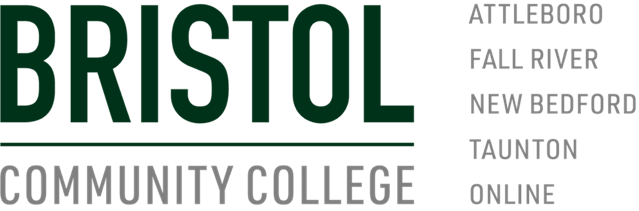 BRISTOL
COMMUNITY COLLEGE
ATTLEBORO
FALL RIVER
NEW BEDFORD
TAUNTON
ONLINE